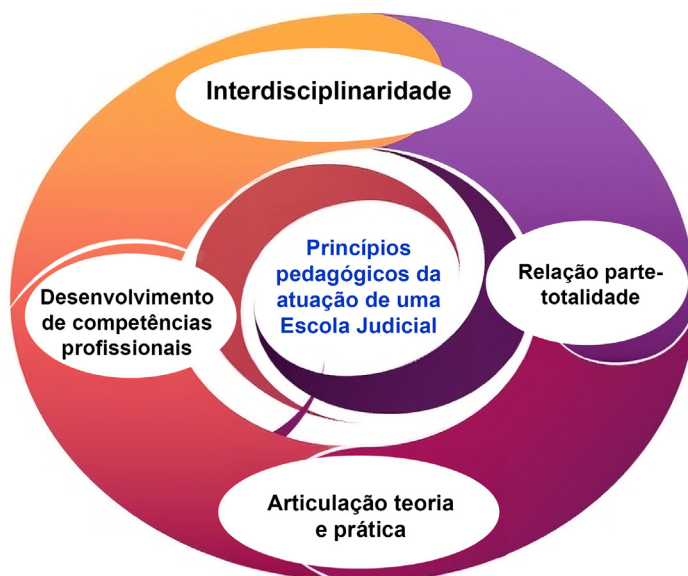 Interdisciplinaridade
Princípios
pedagógicos da
atuação de uma
Escola Judicial
Relação parte-
totalidade
Desenvolvimento
de competências
profissionais
Articulação teoria
e prática